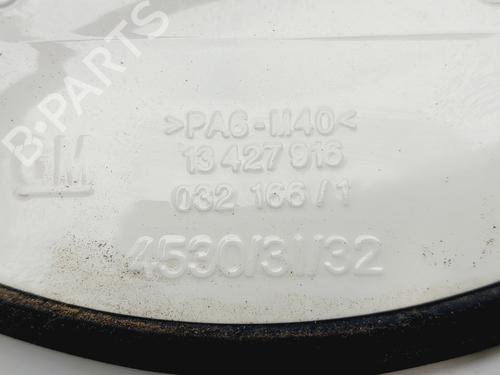 B-PARTS
>PA6-M40<
13 427 916
GM
032 166/1
4530/31/32